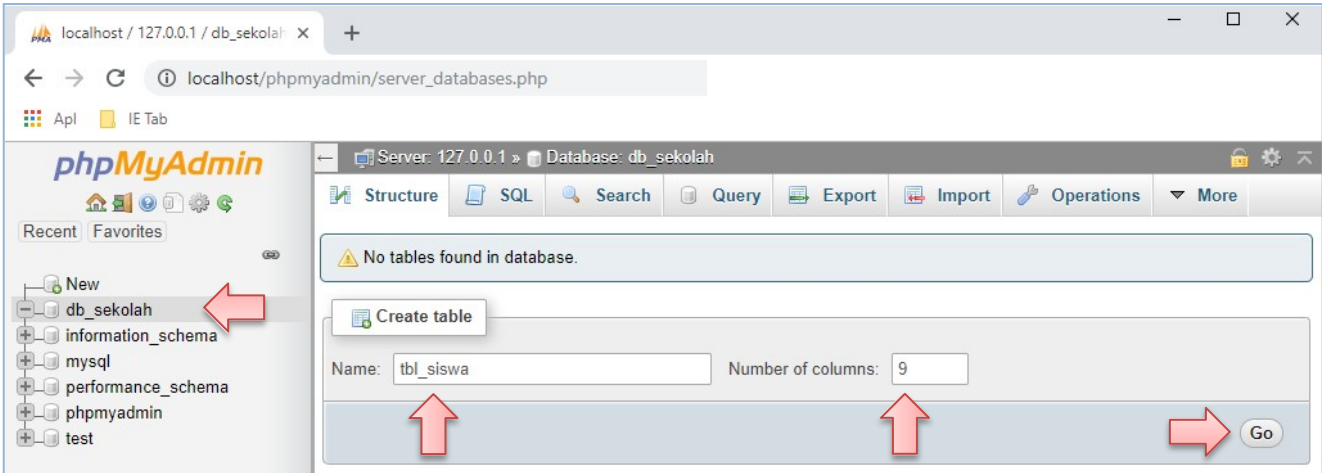 PMA localhost / 127.0.0.1 / db_sekolah
localhost/phpmyadmin/server_databases.php
Apl IE Tab
phpMyAdmin
Recent Favorites
New
db_sekolah
information_schema
mysql
performance_schema
phpmyadmin
test
Server: 127.0.0.1 » Database: db_sekolah
Structure SQL Search Query Export Import Operations More
No tables found in database.
Create table
Name: tbl_siswa Number of columns: 9
Go